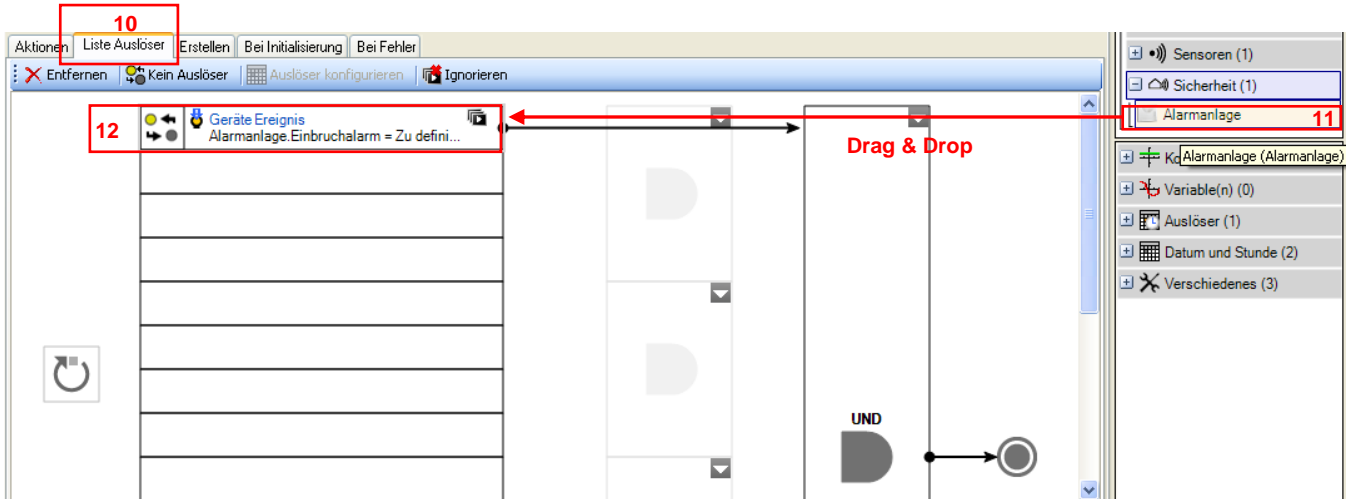 10
Aktionen Liste Auslöser Erstellen Bei Initialisierung Bei Fehler
Entfernen Kein Auslöser Auslöser konfigurieren Ignorieren
12
Geräte Ereignis
Alarmanlage.Einbruchalarm = Zu defini...
Drag & Drop
UND
Sensoren (1)
Sicherheit (1)
Alarmanlage 11
Ko
Alarmanlage (Alarmanlage)
Variable(n) (0)
Auslöser (1)
Datum und Stunde (2)
Verschiedenes (3)